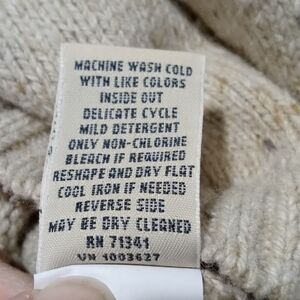 MACHINE WASH COLD
WITH LIKE COLORS
INSIDE OUT
DELICATE CYCLE
MILD DETERGENT
ONLY NON-CHLORINE
BLEACH IF REQUIRED
RESHAPE AND DRY FLAT
COOL IRON IF NEEDED
REVERSE SIDE
MAY BE DRY CLEANED
RN 71341
VN 1003627